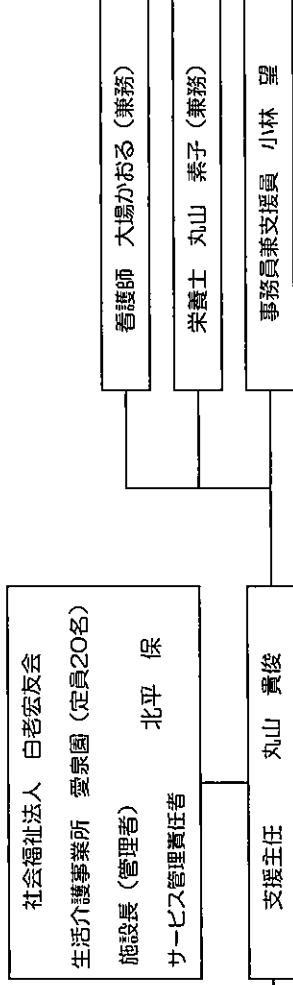 社会福祉法人 白老宏友会
生活介護事業所 愛泉園（定員20名）
施設長（管理者）
北平 保
サービス管理責任者
支援主任 丸山 貴俊
看護師 大場かおる（兼務）
栄養士 丸山 素子（兼務）
事務員兼支援員 小林 望